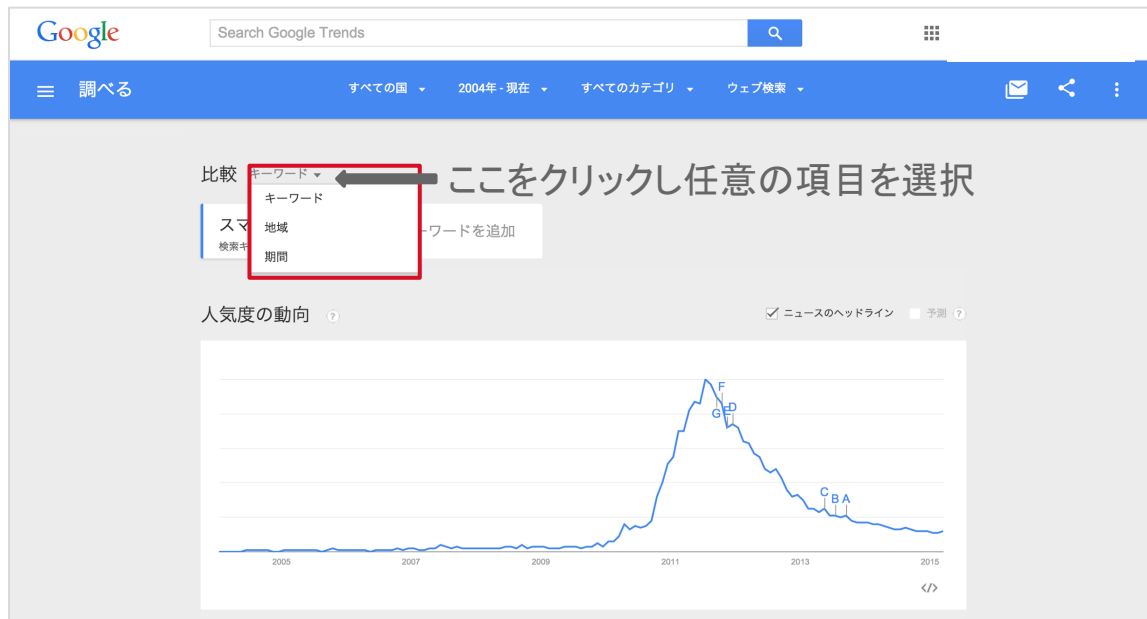 Google
Search Google Trends
調べる
すべての国
2004年 - 現在
すべてのカテゴリ
ウェブ検索
比較 キーワード
ここをクリックし任意の項目を選択
キーワード
地域
期間
スマ
ーワードを追加
検索キ
人気度の動向 ?
ニュースのヘッドライン
予測 ?
F
G E D
C B A
2005 2007 2009 2011 2013 2015
</>